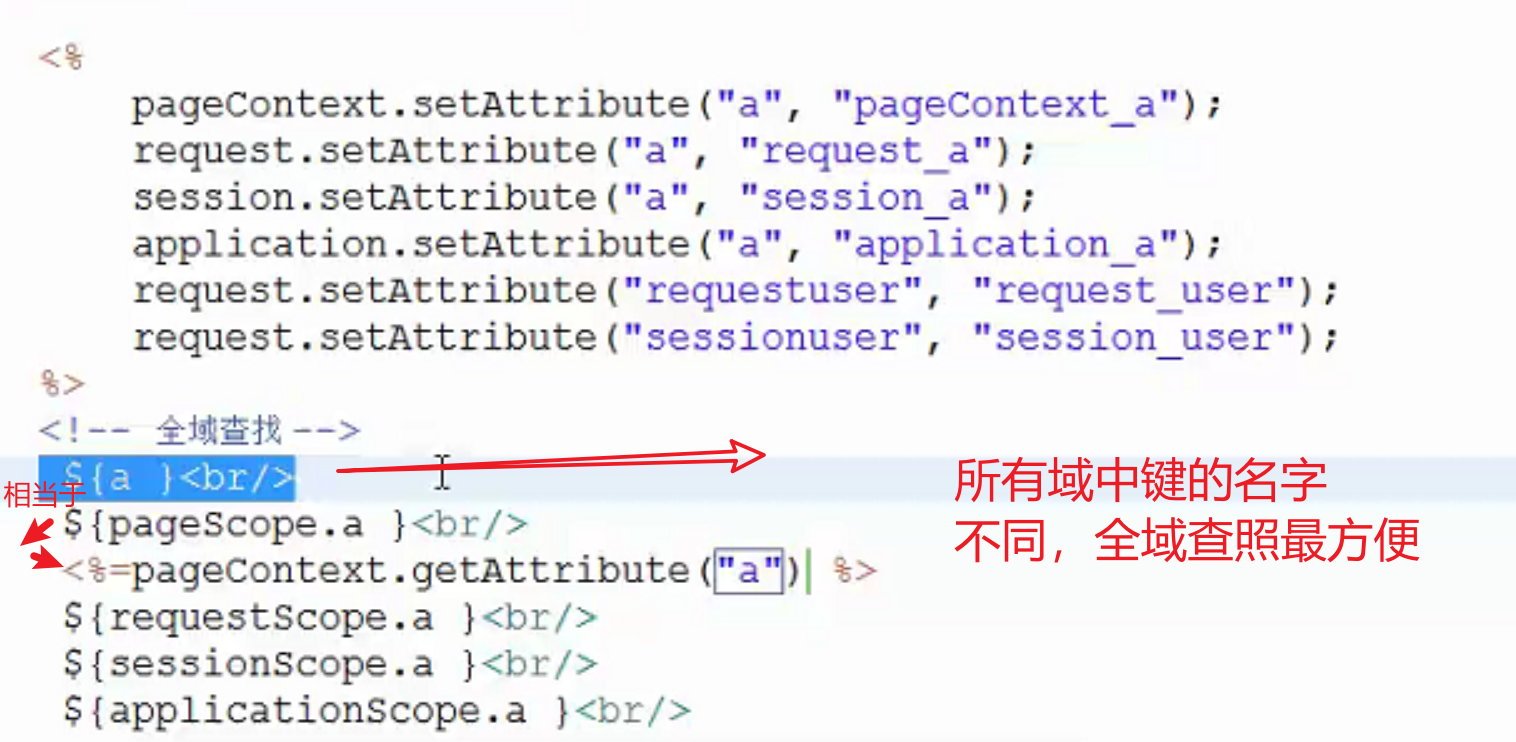 <%
pageContext.setAttribute("a", "pageContext_a");
request.setAttribute("a", "request_a");
session.setAttribute("a", "session_a");
application.setAttribute("a", "application_a");
request.setAttribute("requestuser", "request_user");
request.setAttribute("sessionuser", "session_user");
%>
<!-- 全域查找 -->
${a }<br/>
所有域中键的名字
不同，全域查照最方便
相当于
${pageScope.a }<br/>
<%=pageContext.getAttribute("a") %>
${requestScope.a }<br/>
${sessionScope.a }<br/>
${applicationScope.a }<br/>